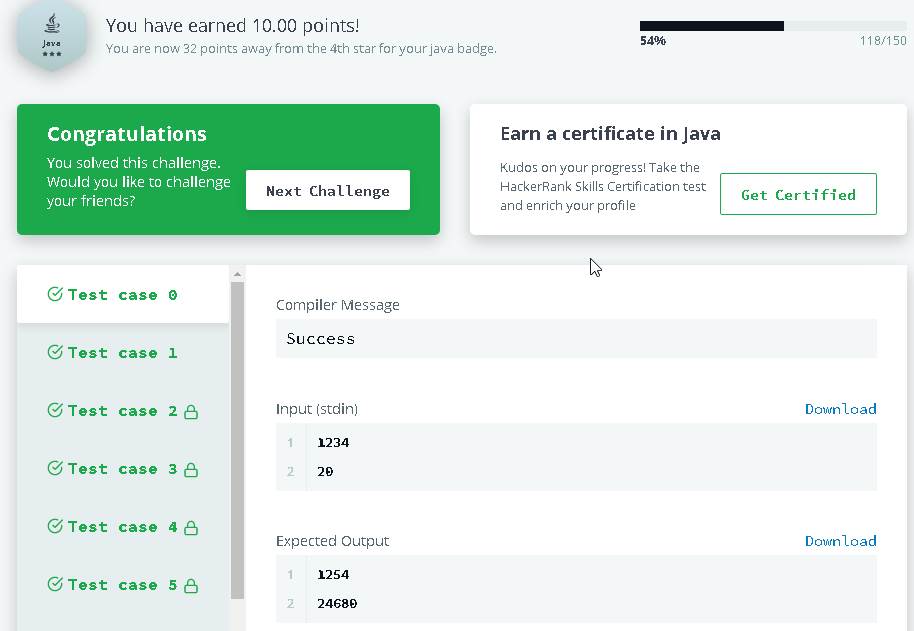 Java
You have earned 10.00 points!
You are now 32 points away from the 4th star for your java badge.
54%
118/150
Congratulations
You solved this challenge.
Would you like to challenge
your friends?
Next Challenge
Earn a certificate in Java
Kudos on your progress! Take the
HackerRank Skills Certification test
and enrich your profile
Get Certified
Test case 0
Test case 1
Test case 2
Test case 3
Test case 4
Test case 5
Compiler Message
Success
Input (stdin)
Download
1 1234
2 20
Expected Output
Download
1 1254
2 24680